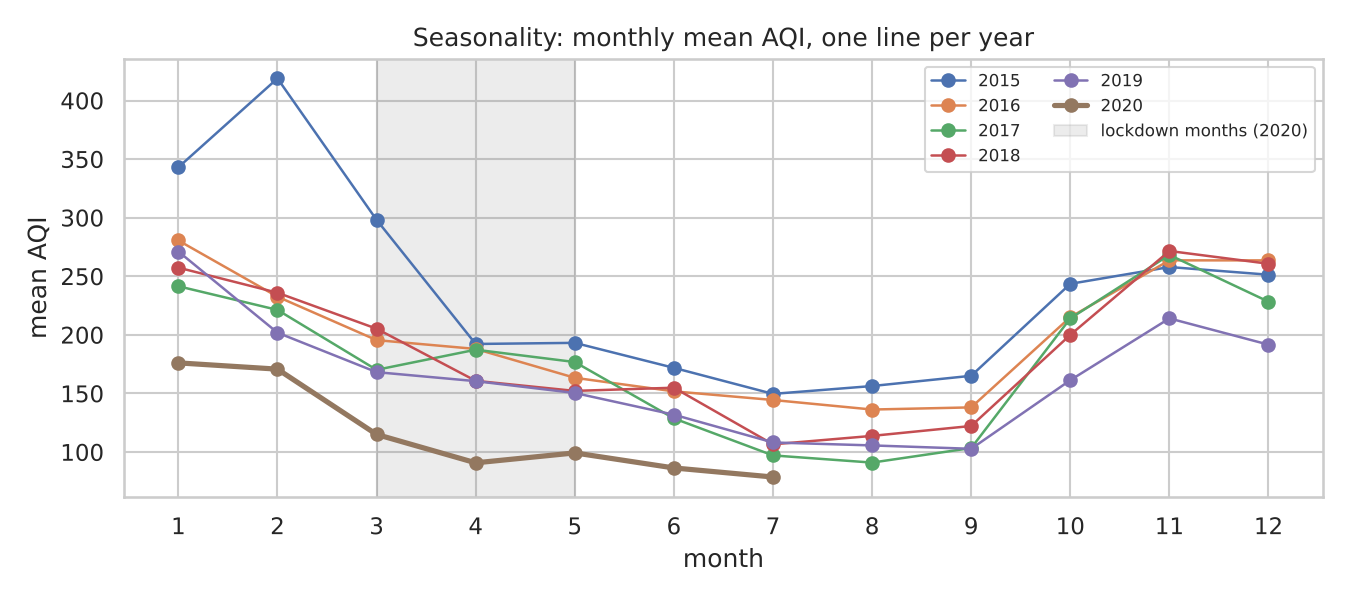 Seasonality: monthly mean AQI, one line per year
mean AQI
400
350
300
250
200
150
100
2015
2016
2017
2018
2019
2020
lockdown months (2020)
1 2 3 4 5 6 7 8 9 10 11 12
month